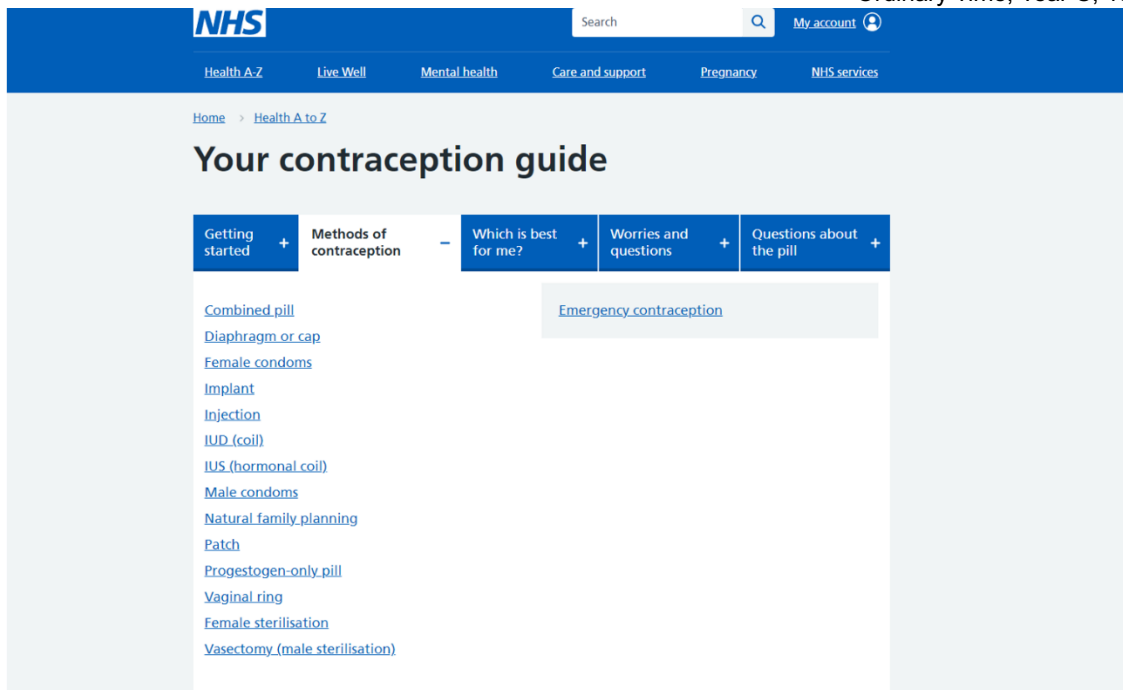 NHS
Search
My account
Health A-Z
Live Well
Mental health
Care and support
Pregnancy
NHS services
Home > Health A to Z
Your contraception guide
Getting started +
Methods of contraception −
Which is best for me? +
Worries and questions +
Questions about the pill +
Combined pill
Diaphragm or cap
Female condoms
Implant
Injection
IUD (coil)
IUS (hormonal coil)
Male condoms
Natural family planning
Patch
Progestogen-only pill
Vaginal ring
Female sterilisation
Vasectomy (male sterilisation)
Emergency contraception